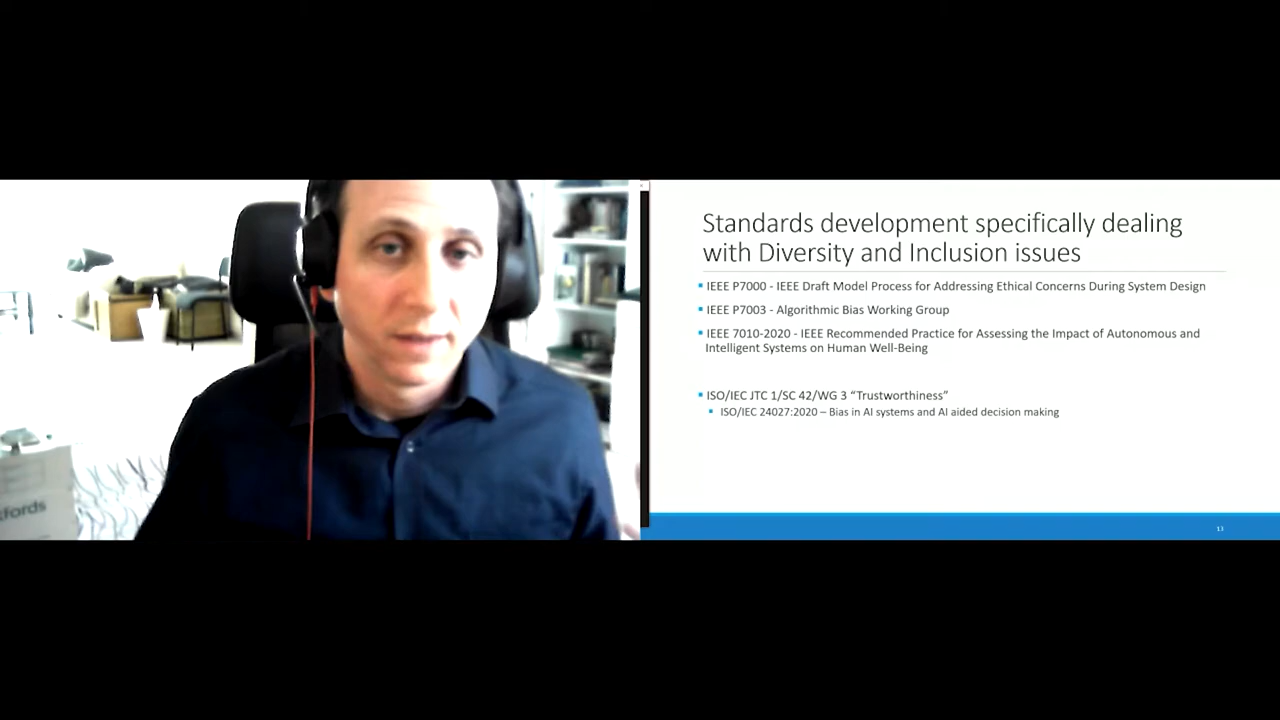 Standards development specifically dealing
with Diversity and Inclusion issues
IEEE P7000 - IEEE Draft Model Process for Addressing Ethical Concerns During System Design
IEEE P7003 - Algorithmic Bias Working Group
IEEE 7010-2020 - IEEE Recommended Practice for Assessing the Impact of Autonomous and
Intelligent Systems on Human Well-Being
ISO/IEC JTC 1/SC 42/WG 3 “Trustworthiness”
ISO/IEC 24027:2020 – Bias in AI systems and AI aided decision making
13